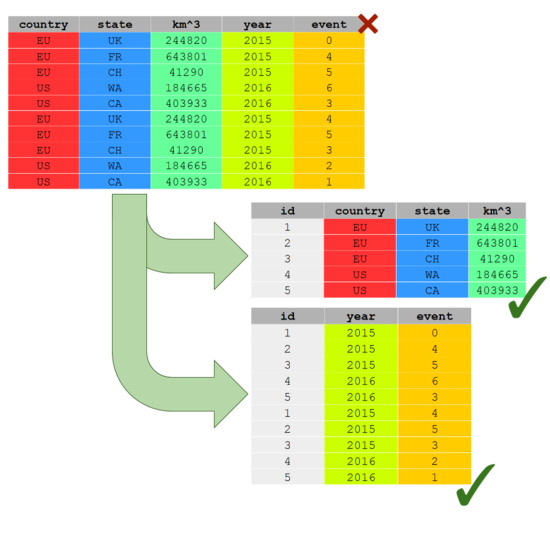 country state km^3 year event
EU UK 244820 2015 0
EU FR 643801 2015 4
EU CH 41290 2015 5
US WA 184665 2016 6
US CA 403933 2016 3
EU UK 244820 2015 4
EU FR 643801 2015 5
EU CH 41290 2015 3
US WA 184665 2016 2
US CA 403933 2016 1
id country state km^3
1 EU UK 244820
2 EU FR 643801
3 EU CH 41290
4 US WA 184665
5 US CA 403933
id year event
1 2015 0
2 2015 4
3 2015 5
4 2016 6
5 2016 3
1 2015 4
2 2015 5
3 2015 3
4 2016 2
5 2016 1